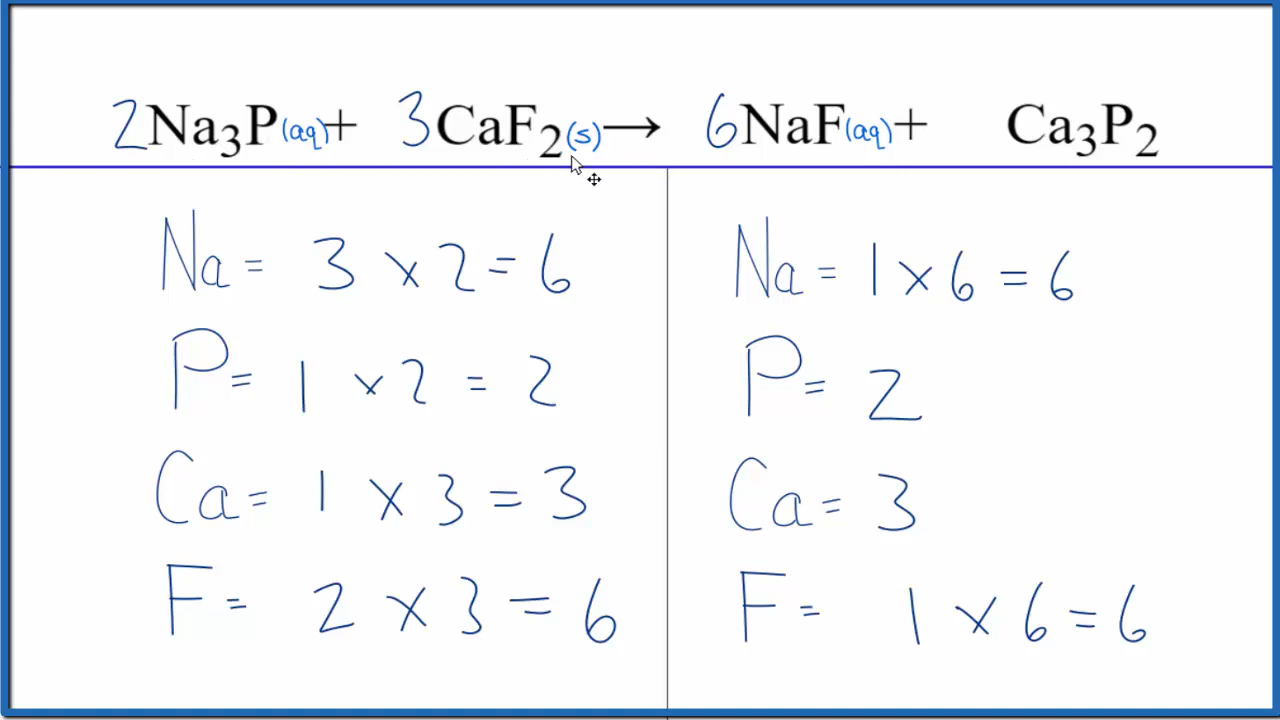 2Na₃P(aq)+ 3CaF₂(s)→ 6NaF(aq)+ Ca₃P₂
Na= 3 x 2 = 6
P= 1 x 2 = 2
Ca= 1 x 3 = 3
F= 2 x 3 = 6
Na= 1 x 6 = 6
P= 2
Ca= 3
F= 1 x 6 = 6